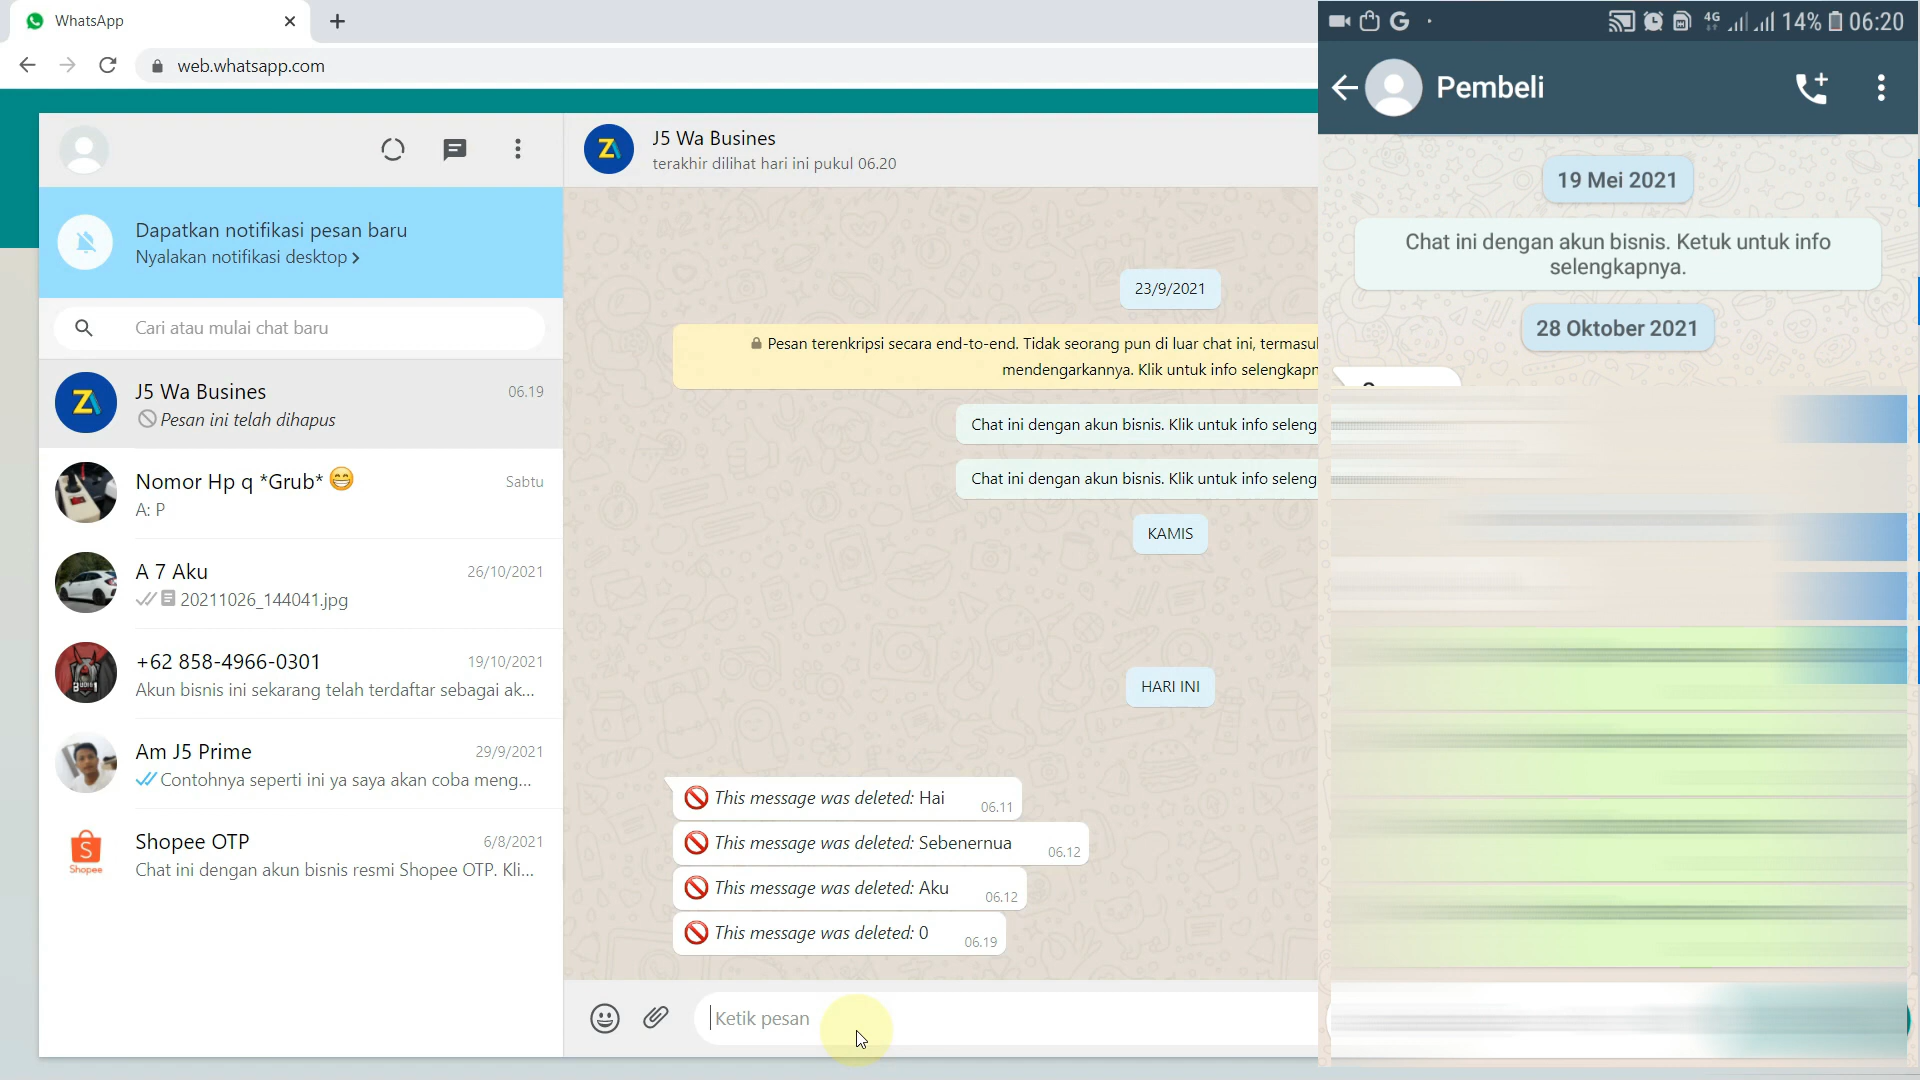 WhatsApp
web.whatsapp.com
Dapatkan notifikasi pesan baru
Nyalakan notifikasi desktop
Cari atau mulai chat baru
J5 Wa Busines
06.19
Pesan ini telah dihapus
Nomor Hp q *Grub* 😁
Sabtu
A: P
A 7 Aku
26/10/2021
20211026_144041.jpg
+62 858-4966-0301
19/10/2021
Akun bisnis ini sekarang telah terdaftar sebagai ak...
Am J5 Prime
29/9/2021
Contohnya seperti ini ya saya akan coba meng...
Shopee
Shopee OTP
6/8/2021
Chat ini dengan akun bisnis resmi Shopee OTP. Kli...
J5 Wa Busines
terakhir dilihat hari ini pukul 06.20
23/9/2021
Pesan terenkripsi secara end-to-end. Tidak seorang pun di luar chat ini, termasu
mendengarkannya. Klik untuk info selengkapn
Chat ini dengan akun bisnis. Klik untuk info seleng
Chat ini dengan akun bisnis. Klik untuk info seleng
KAMIS
HARI INI
This message was deleted: Hai
06.11
This message was deleted: Sebenernua
06.12
This message was deleted: Aku
06.12
This message was deleted: 0
06.19
Ketik pesan
4G
14%
06:20
Pembeli
19 Mei 2021
Chat ini dengan akun bisnis. Ketuk untuk info
selengkapnya.
28 Oktober 2021